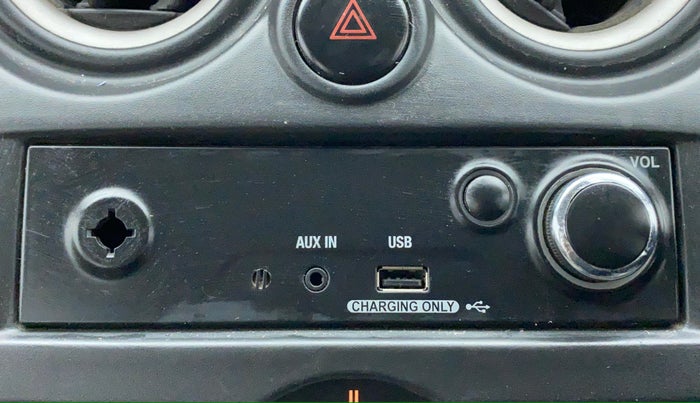 VOL
AUX IN
USB
CHARGING ONLY